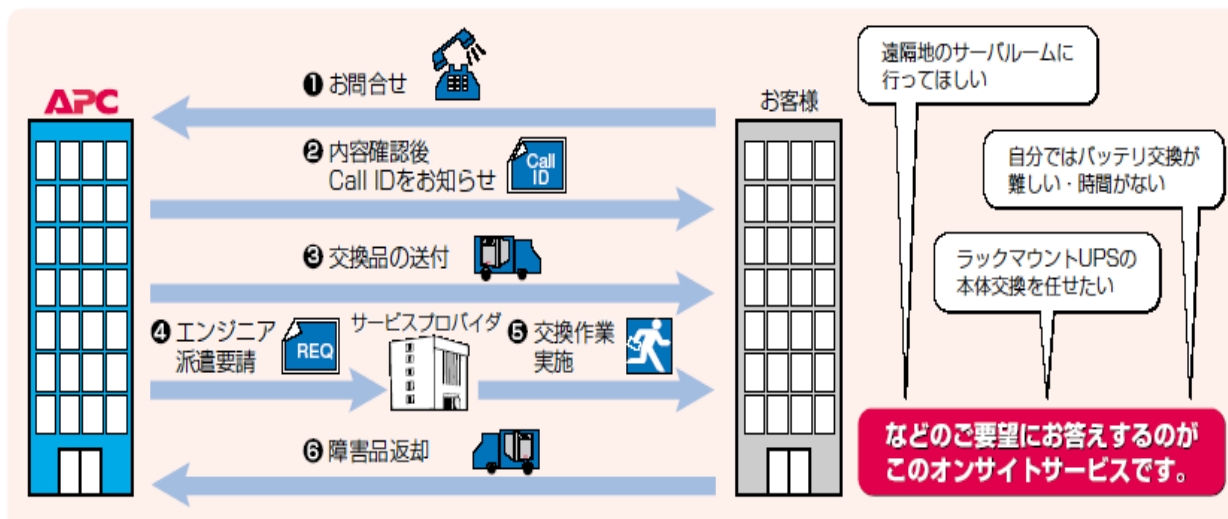 APC
❶お問合せ
お客様
❷内容確認後
Call IDをお知らせ
Call
ID
❸交換品の送付
❹エンジニア
派遣要請
REQ
サービスプロバイダ
❺交換作業
実施
❻障害品返却
遠隔地のサーバルームに
行ってほしい
自分ではバッテリ交換が
難しい・時間がない
ラックマウントUPSの
本体交換を任せたい
などのご要望にお答えするのが
このオンサイトサービスです。